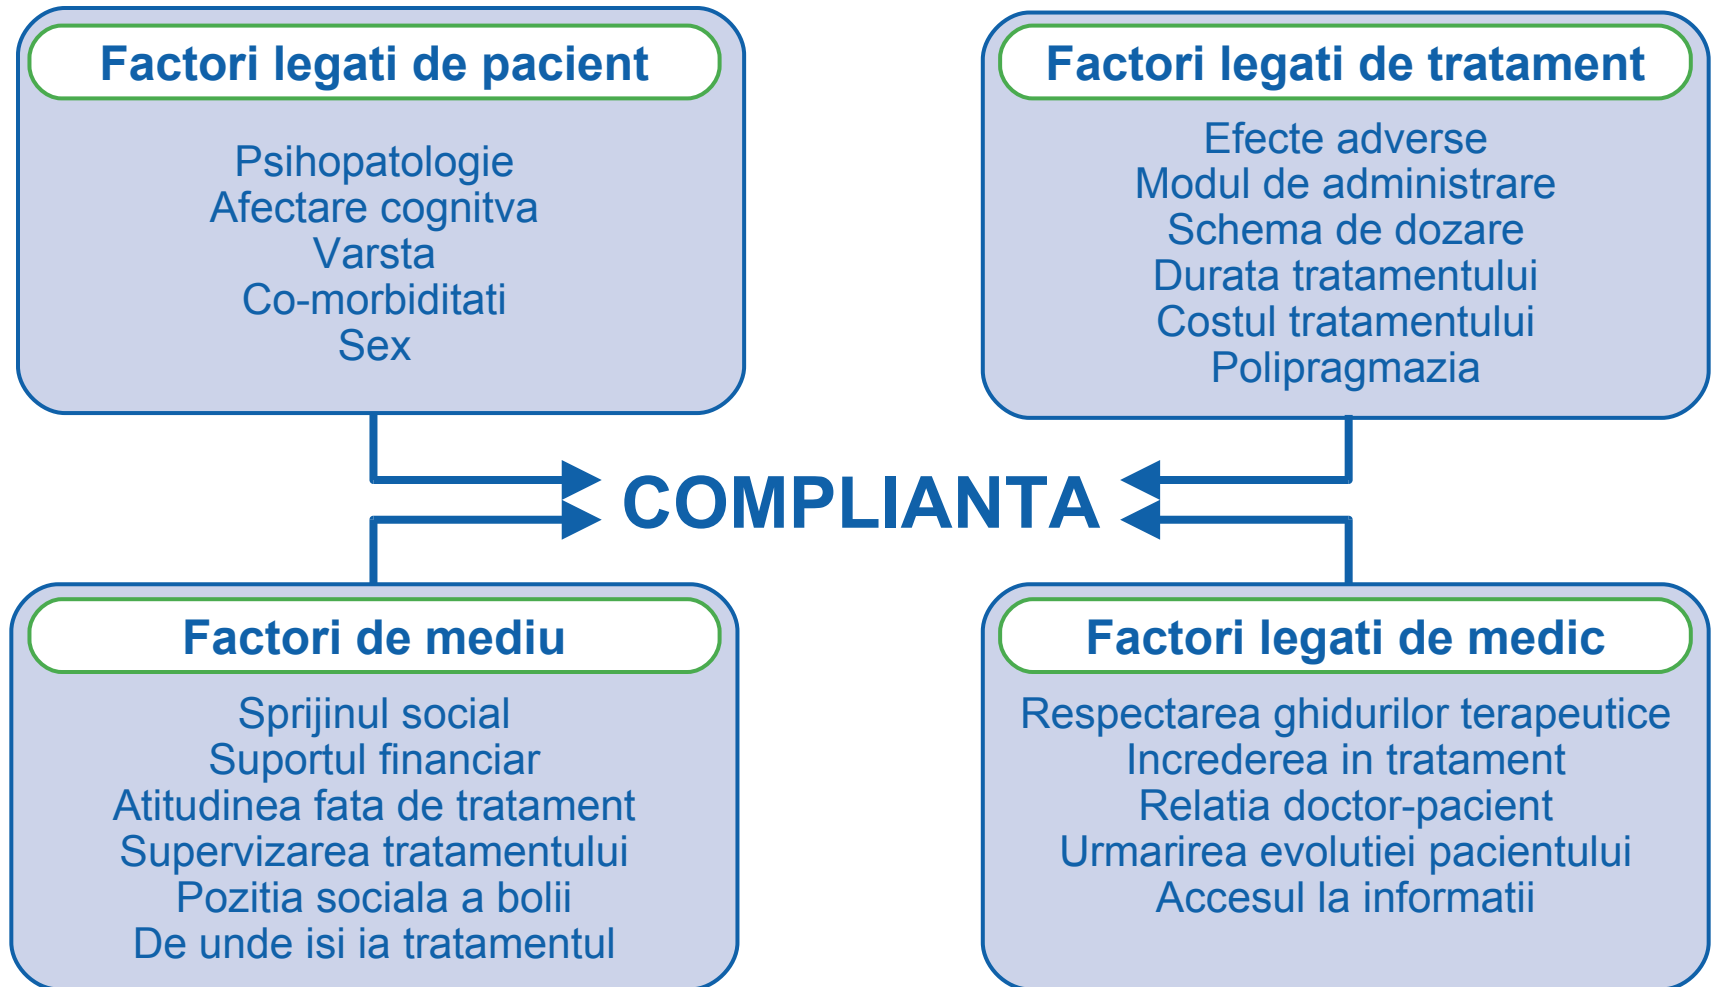 Factori legati de pacient
Psihopatologie
Afectare cognitva
Varsta
Co-morbiditati
Sex
Factori legati de tratament
Efecte adverse
Modul de administrare
Schema de dozare
Durata tratamentului
Costul tratamentului
Polipragmazia
COMPLIANTA
Factori de mediu
Sprijinul social
Suportul financiar
Atitudinea fata de tratament
Supervizarea tratamentului
Pozitia sociala a bolii
De unde isi ia tratamentul
Factori legati de medic
Respectarea ghidurilor terapeutice
Increderea in tratament
Relatia doctor-pacient
Urmarirea evolutiei pacientului
Accesul la informatii